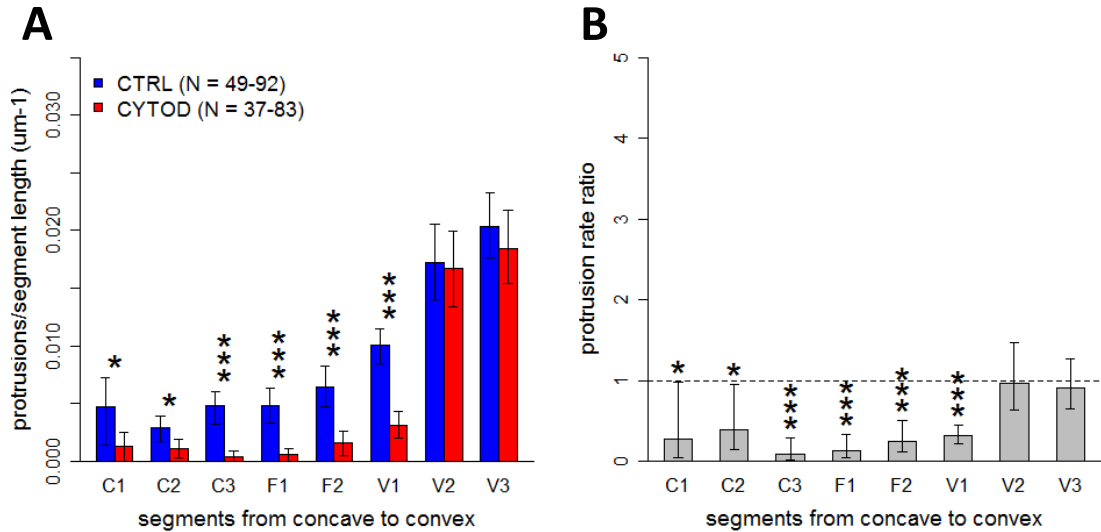 A
CTRL (N = 49-92)
CYTOD (N = 37-83)
protrusions/segment length (um-1)
0.030
0.020
0.010
0.000
*
*
***
***
***
***
C1 C2 C3 F1 F2 V1 V2 V3
segments from concave to convex
B
protrusion rate ratio
5
4
3
2
1
0
*
*
***
***
***
***
C1 C2 C3 F1 F2 V1 V2 V3
segments from concave to convex